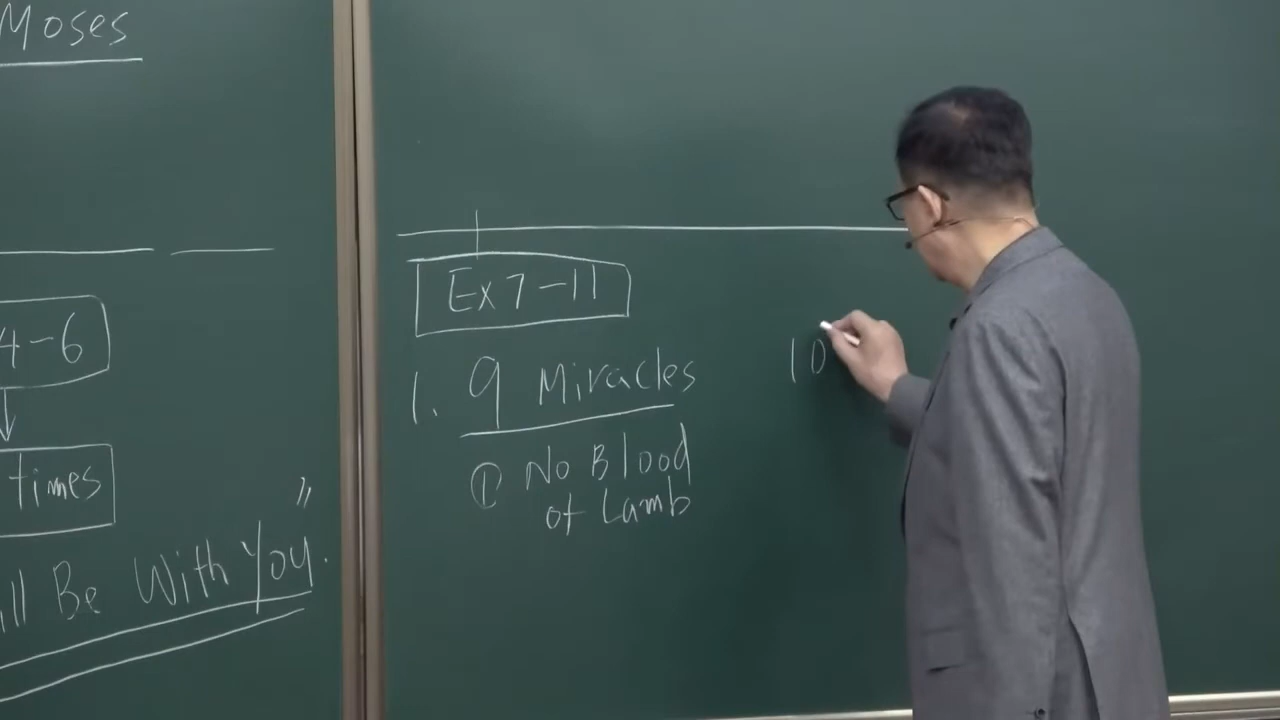 Moses
4-6
times
ll Be With You."
Ex 7-11
1. 9 Miracles
① No Blood
of Lamb
10